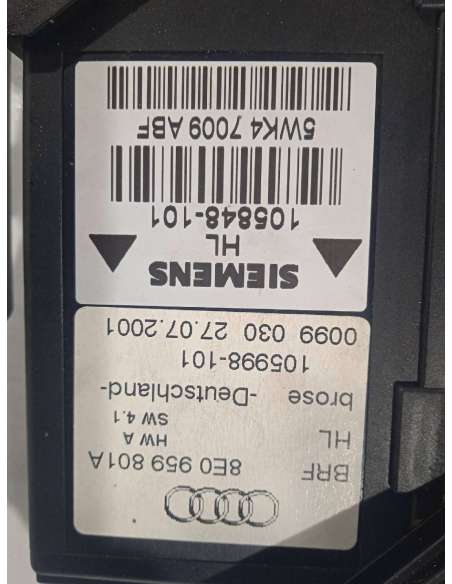 BRF 8E0 959 801A
HL HW A
SW 4.1
brose -Deutschland-
105998-101
0099 030 27.07.2001
SIEMENS
HL
105848-101
5WK4 7009 ABF